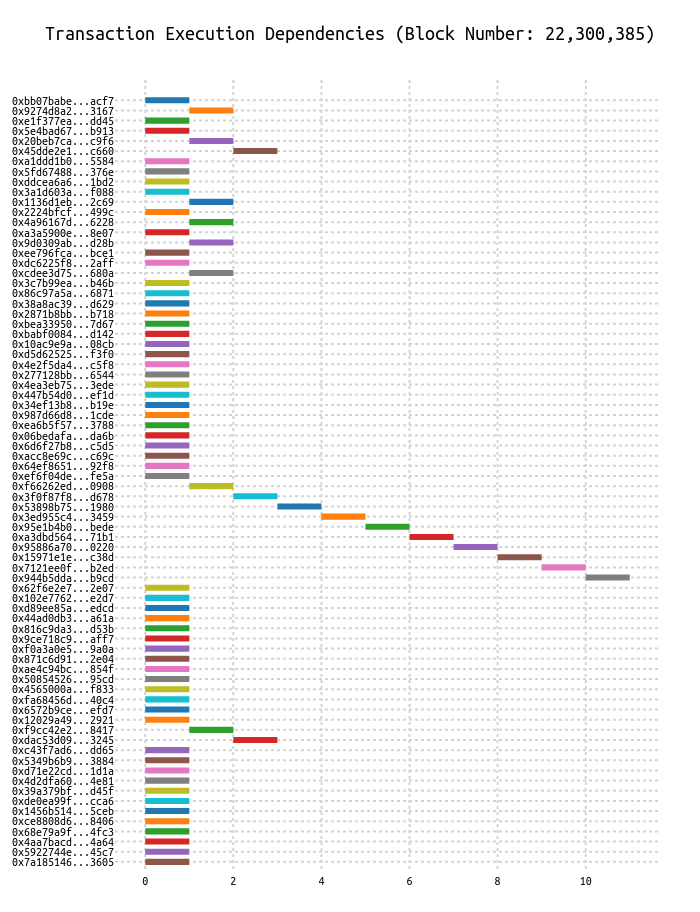 Transaction Execution Dependencies (Block Number: 22,300,385)
0xbb07babe...acf7
0x9274d8a2...3167
0xe1f377ea...dd45
0x5e4bad67...b913
0x20beb7ca...c9f6
0x45dde2e1...c660
0xa1ddd1b0...5584
0x5fd67488...376e
0xddcea6a6...1bd2
0x3a1d603a...f088
0x1136d1eb...2c69
0x2224bfcf...499c
0x4a96167d...6228
0xa3a5900e...8e07
0x9d0309ab...d28b
0xee796fca...bce1
0xdc6225f8...2aff
0xcdee3d75...680a
0x3c7b99ea...b46b
0x86c97a5a...6871
0x38a8ac39...d629
0x2871b8bb...b718
0xbea33950...7d67
0xbabf0084...d142
0x10ac9e9a...08cb
0xd5d62525...f3f0
0x4e2f5da4...c5f8
0x277128bb...6544
0x4ea3eb75...3ede
0x447b54d0...ef1d
0x34ef13b8...b19e
0x987d66d8...1cde
0xea6b5f57...3788
0x06bedafa...da6b
0x6d6f27b8...c5d5
0xacc8e69c...c69c
0x64ef8651...92f8
0xef6f04de...fe5a
0xf66262ed...0908
0x3f0f87f8...d678
0x53898b75...1980
0x3ed955c4...3459
0x95e1b4b0...bede
0xa3dbd564...71b1
0x95886a70...0220
0x15971e1e...c38d
0x7121ee0f...b2ed
0x944b5dda...b9cd
0x62f6e2e7...2e07
0x102e7762...e2d7
0xd89ee85a...edcd
0x44ad0db3...a61a
0x816c9da3...d53b
0x9ce718c9...aff7
0xf0a3a0e5...9a0a
0x871c6d91...2e04
0xae4c94bc...854f
0x50854526...95cd
0x4565000a...f833
0xfa68456d...40c4
0x6572b9ce...efd7
0x12029a49...2921
0xf9cc42e2...8417
0xdac53d09...3245
0xc43f7ad6...dd65
0x5349b6b9...3884
0xd71e22cd...1d1a
0x4d2dfa60...4e81
0x39a379bf...d45f
0xde0ea99f...cca6
0x1456b514...5ceb
0xce8808d6...8406
0x68e79a9f...4fc3
0x4aa7bacd...4a64
0x5922744e...45c7
0x7a185146...3605
0 2 4 6 8 10